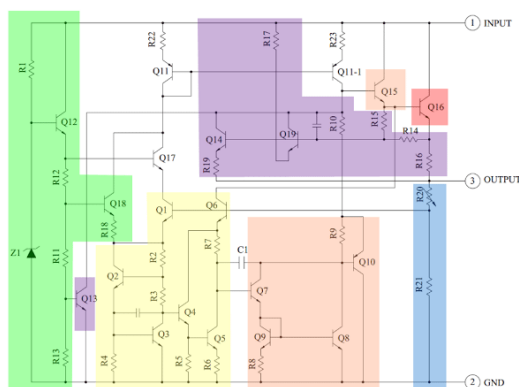 R22
R17
R23
1 INPUT
R1
Q11
Q11-1
Q15
Q16
Q12
R10
R15
R14
Q14
Q19
R16
R12
Q17
R19
3 OUTPUT
Q18
R18
Q1
Q6
R20
R2
R7
R9
C1
Q10
R11
Q2
Z1
R3
Q7
R21
Q13
Q4
Q3
Q5
Q9
Q8
R13
R4
R5
R6
R8
2 GND